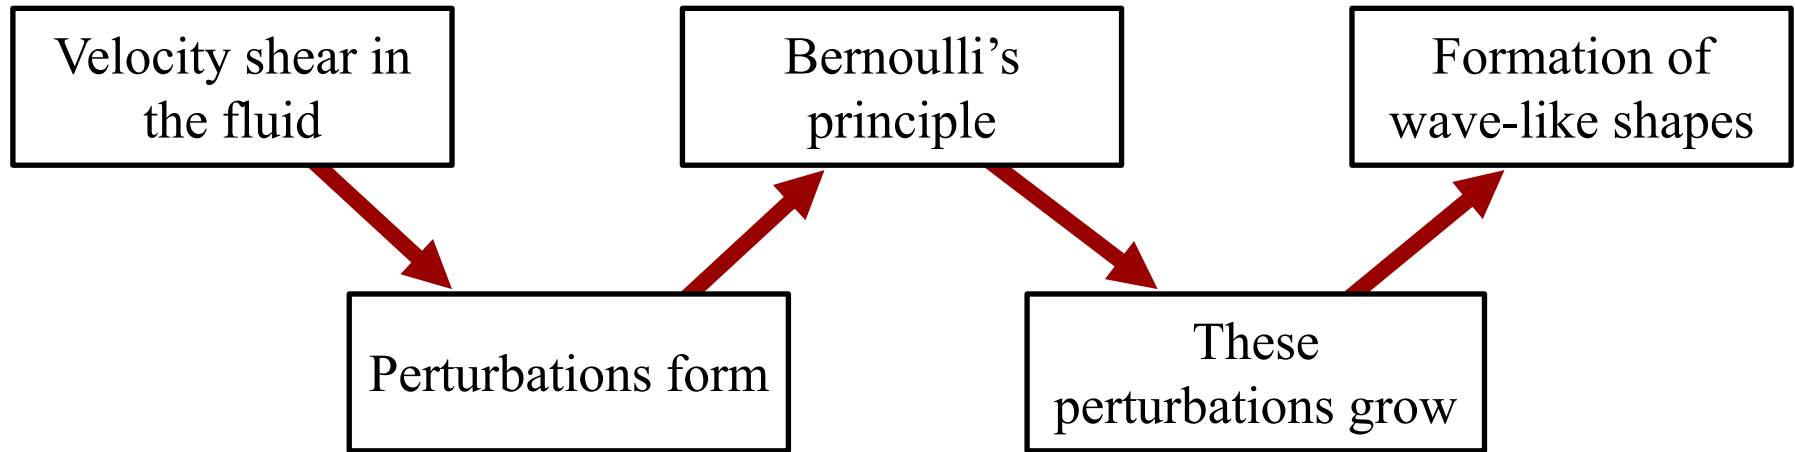 Velocity shear in
the fluid
Perturbations form
Bernoulli’s
principle
These
perturbations grow
Formation of
wave-like shapes